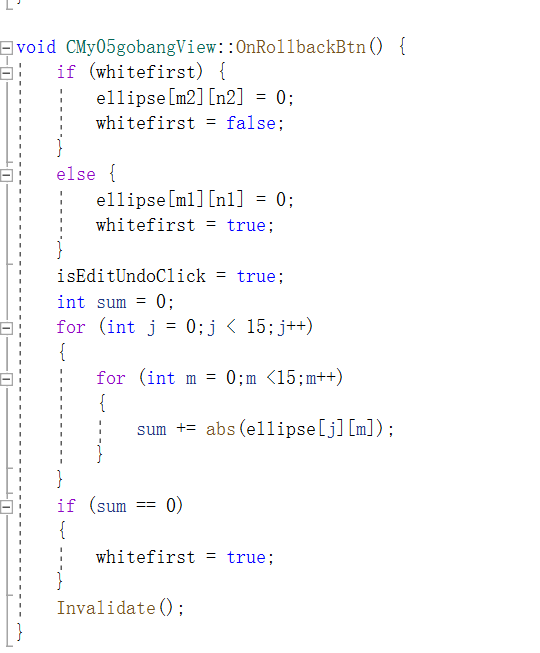 void CMy05gobangView::OnRollbackBtn() {
if (whitefirst) {
ellipse[m2][n2] = 0;
whitefirst = false;
}
else {
ellipse[m1][n1] = 0;
whitefirst = true;
}
isEditUndoClick = true;
int sum = 0;
for (int j = 0;j < 15;j++)
{
for (int m = 0;m <15;m++)
{
sum += abs(ellipse[j][m]);
}
}
if (sum == 0)
{
whitefirst = true;
}
Invalidate();
}